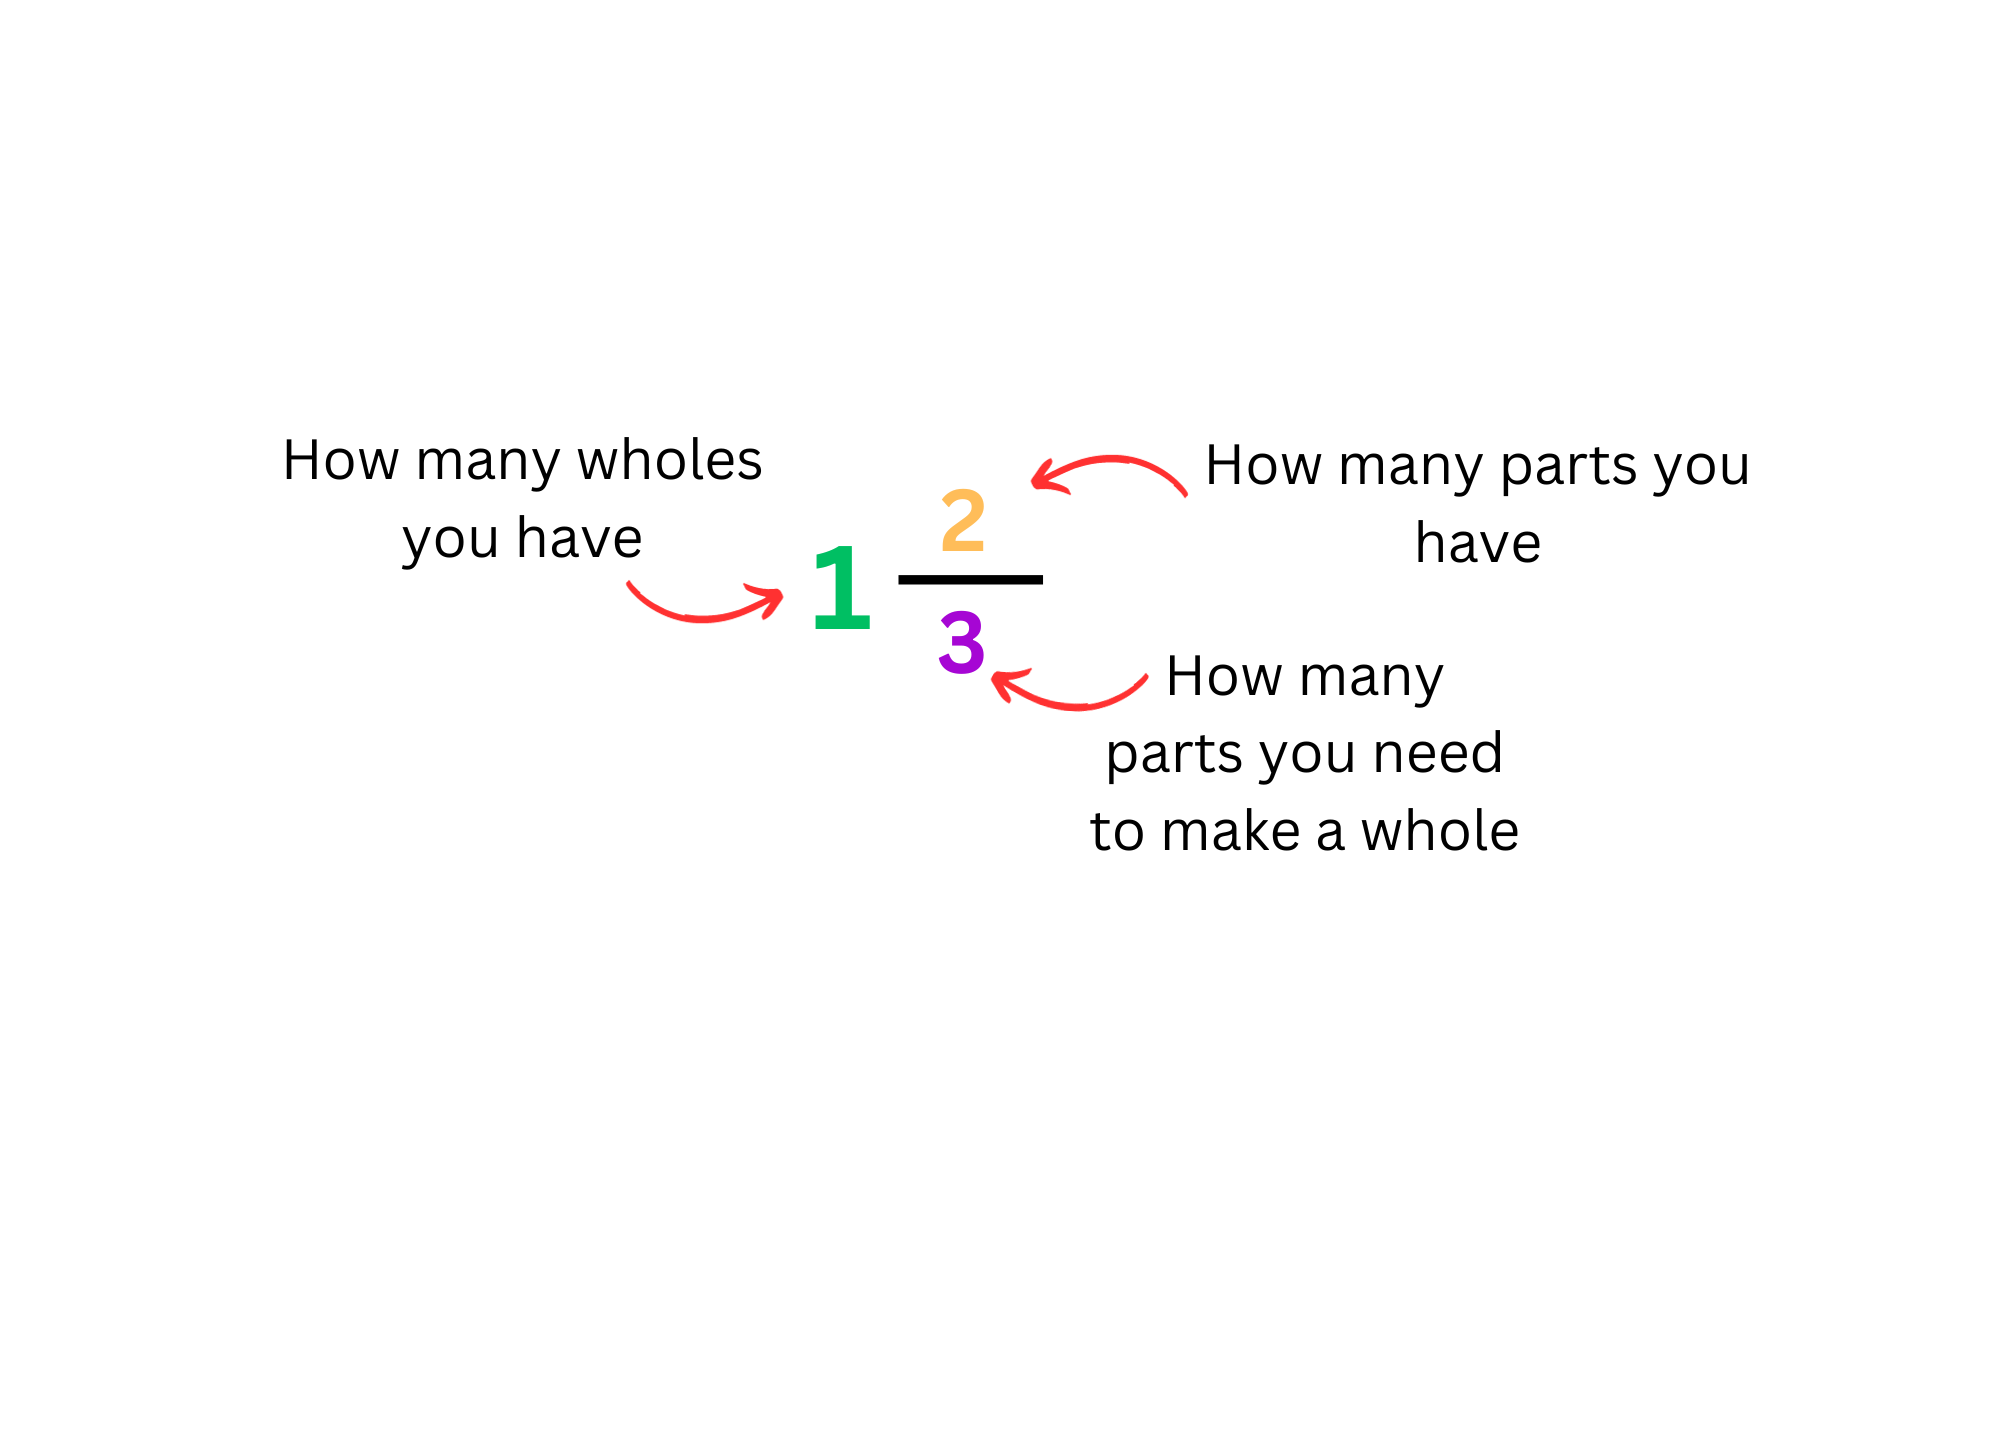 How many wholes
you have
1
2
3
How many parts you
have
How many
parts you need
to make a whole